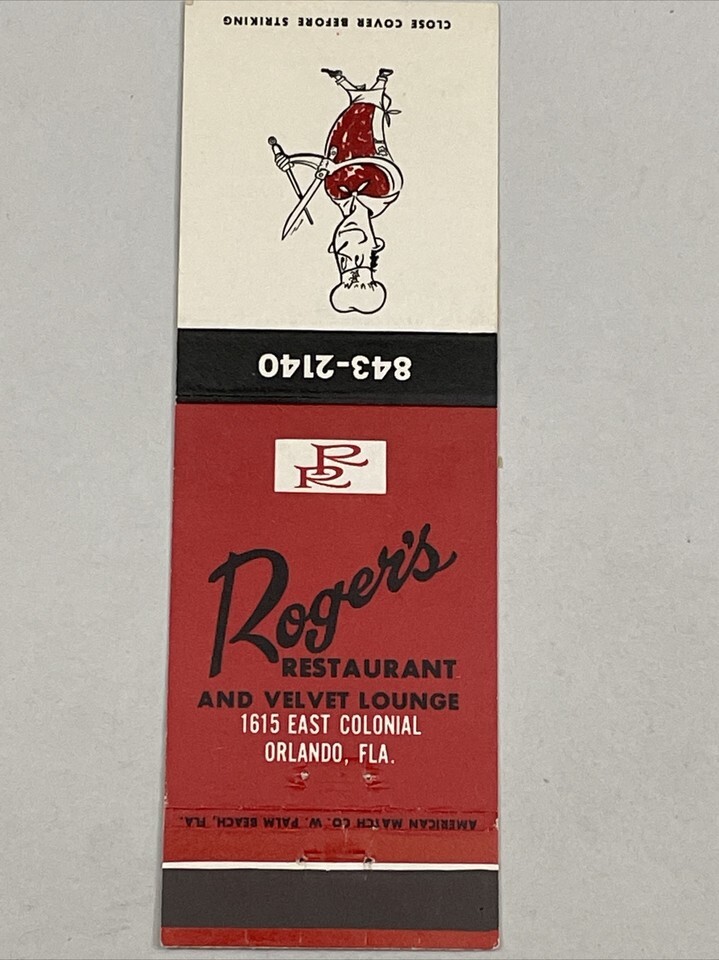 CLOSE COVER BEFORE STRIKING
843-2140
RR
Roger's
RESTAURANT
AND VELVET LOUNGE
1615 EAST COLONIAL
ORLANDO, FLA.
AMERICAN MATCH CO. W. PALM BEACH, FLA.